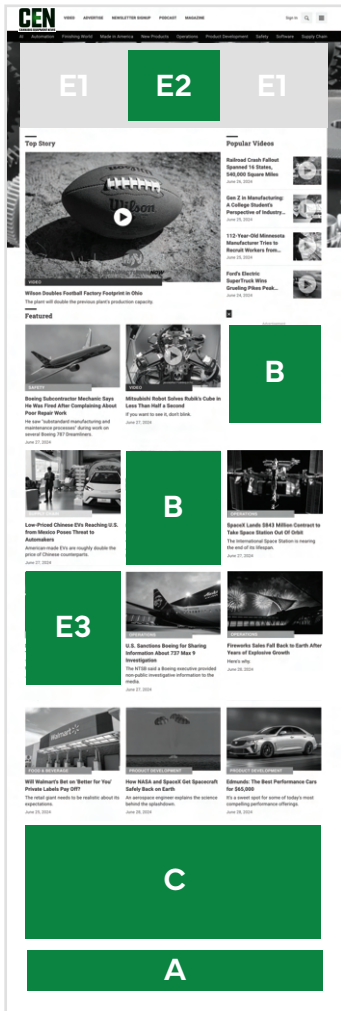 CEN
VIDEO ADVERTISE NEWSLETTER SIGNUP PODCAST MAGAZINE
Sign in
AI Automation Finishing World Made in America New Products Operations Product Development Safety Software Supply Chain
E1 E2 E1
Top Story
VIDEO
Wilson Doubles Football Factory Footprint in Ohio
The plant will double the previous plant's production capacity.
Popular Videos
Railroad Crash Fallout
Spanned 16 States,
540,000 Square Miles
June 26, 2024
Gen Z in Manufacturing:
A College Student's
Perspective of Industry...
June 25, 2024
112-Year-Old Minnesota
Manufacturer Tries to
Recruit Workers from...
June 25, 2024
Ford's Electric
SuperTruck Wins
Grueling Pikes Peak...
June 24, 2024
Featured
SAFETY
Boeing Subcontractor Mechanic Says
He Was Fired After Complaining About
Poor Repair Work
He saw "substandard manufacturing and
maintenance processes" during work on
several Boeing 787 Dreamliners.
June 27, 2024
VIDEO
Mitsubishi Robot Solves Rubik's Cube in
Less Than Half a Second
If you want to see it, don't blink.
June 27, 2024
Advertisement
B
Low-Priced Chinese EVs Reaching U.S.
from Mexico Poses Threat to
Automakers
American-made EVs are roughly double the
price of Chinese counterparts.
June 27, 2024
B
OPERATIONS
SpaceX Lands $843 Million Contract to
Take Space Station Out Of Orbit
The International Space Station is nearing
the end of its lifespan.
June 27, 2024
E3
OPERATIONS
U.S. Sanctions Boeing for Sharing
Information About 737 Max 9
Investigation
The NTSB said a Boeing executive provided
non-public investigative information to the
media.
June 27, 2024
OPERATIONS
Fireworks Sales Fall Back to Earth After
Years of Explosive Growth
Here's why.
June 28, 2024
Walmart
FOOD & BEVERAGE
Will Walmart's Bet on 'Better for You'
Private Labels Pay Off?
The retail giant needs to be realistic about its
expectations.
June 25, 2024
PRODUCT DEVELOPMENT
How NASA and SpaceX Get Spacecraft
Safely Back on Earth
An aerospace engineer explains the science
behind the splashdown.
June 28, 2024
PRODUCT DEVELOPMENT
Edmunds: The Best Performance Cars
for $65,000
It's a sweet spot for some of today's most
compelling performance offerings.
June 28, 2024
C
A